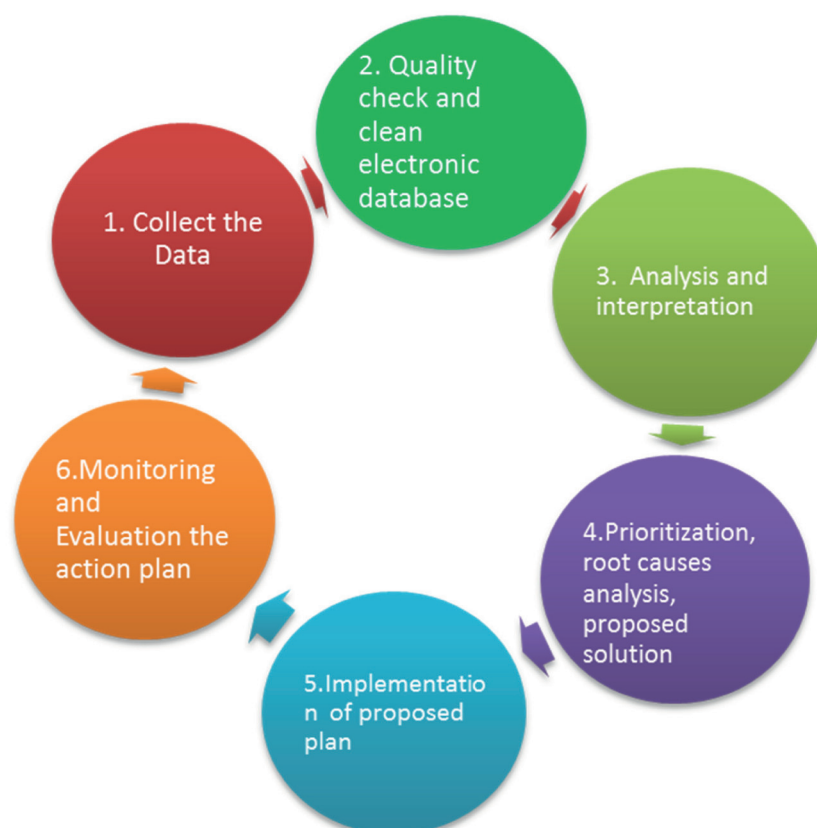 1. Collect the
Data
2. Quality
check and
clean
electronic
database
3. Analysis and
interpretation
4.Prioritization,
root causes
analysis,
proposed
solution
5.Implementatio
n of proposed
plan
6.Monitoring
and
Evaluation the
action plan